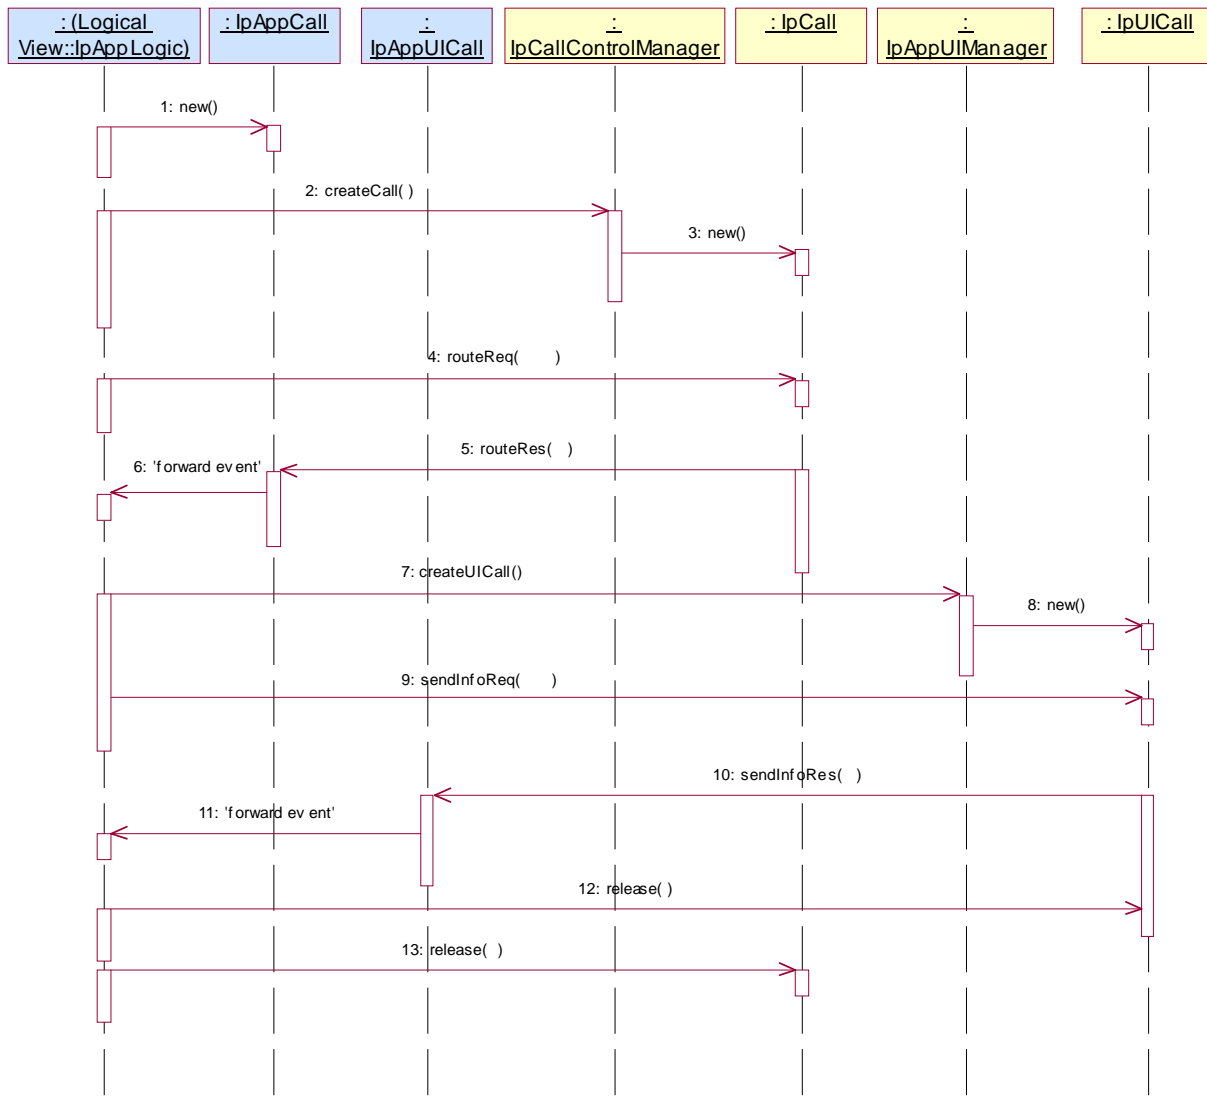 : (Logical
View::IpAppLogic)
: IpAppCall
:
IpAppUICall
:
IpCallControlManager
: IpCall
:
IpAppUIManager
: IpUICall
1: new()
2: createCall( )
3: new()
4: routeReq( )
5: routeRes( )
6: 'forward event'
7: createUICall()
8: new()
9: sendInfoReq( )
10: sendInfoRes( )
11: 'forward event'
12: release( )
13: release( )